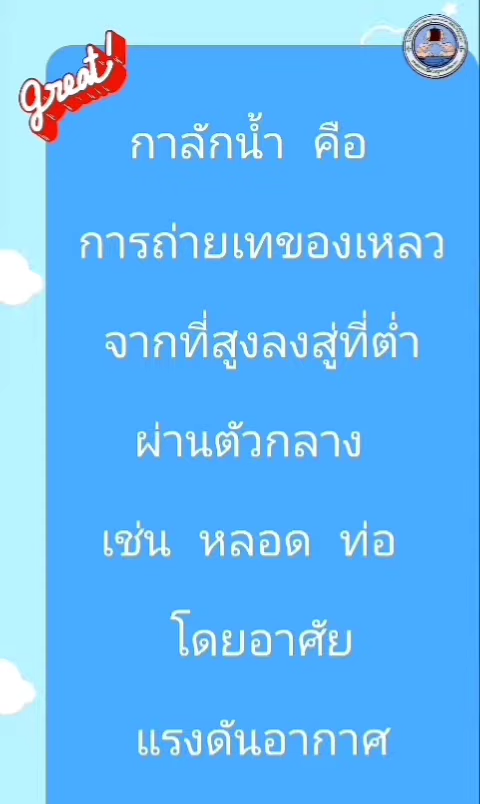 great!
กาลักน้ำ คือ
การถ่ายเทของเหลว
จากที่สูงลงสู่ที่ต่ำ
ผ่านตัวกลาง
เช่น หลอด ท่อ
โดยอาศัย
แรงดันอากาศ